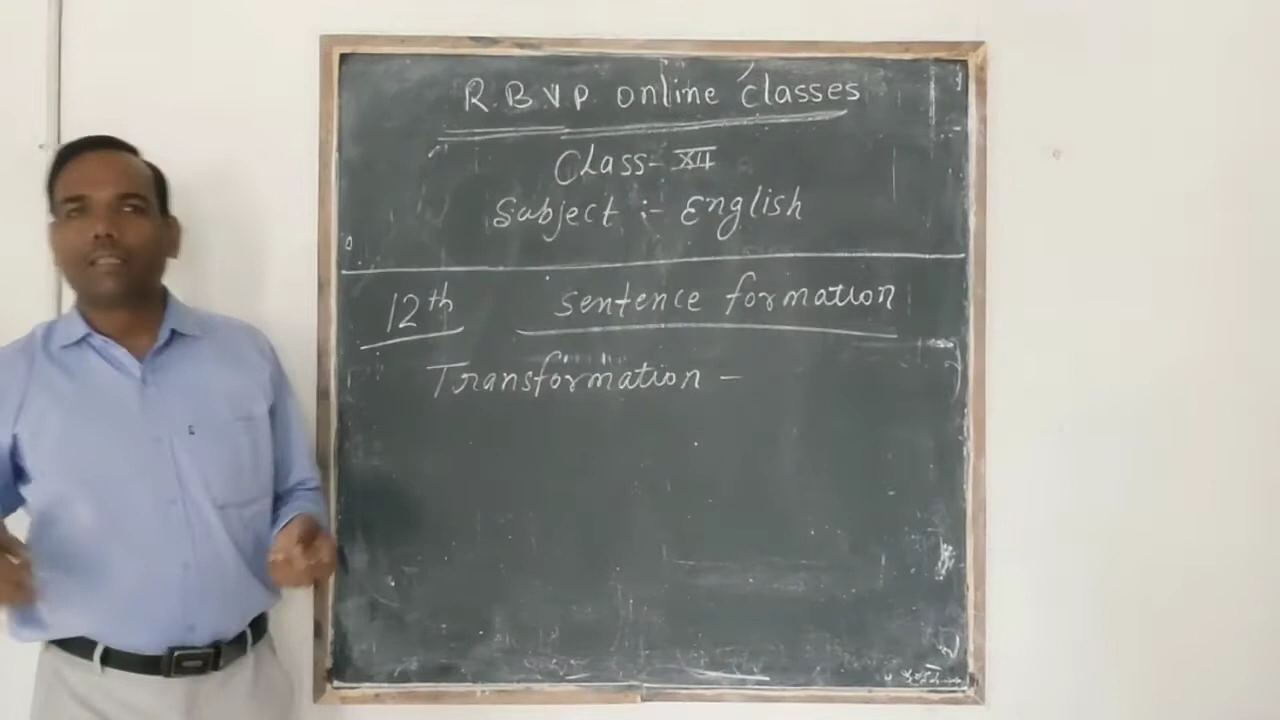 R.B.V.P online classes
Class- XII
Subject :- English
12th sentence formation
Transformation -